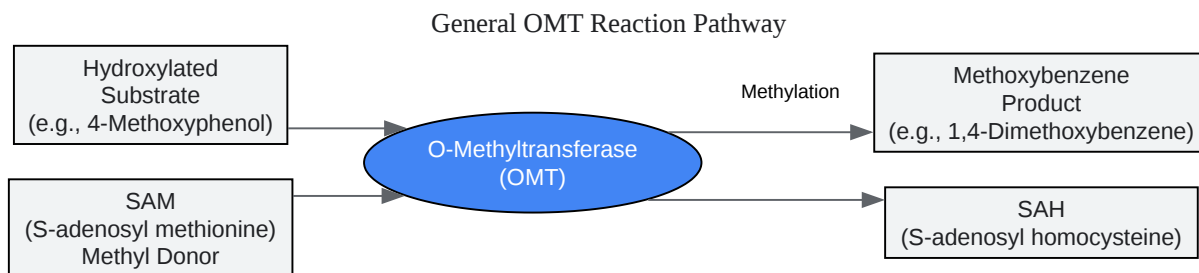 General OMT Reaction Pathway
Hydroxylated
Substrate
(e.g., 4-Methoxyphenol)
SAM
(S-adenosyl methionine)
Methyl Donor
O-Methyltransferase
(OMT)
Methylation
Methoxybenzene
Product
(e.g., 1,4-Dimethoxybenzene)
SAH
(S-adenosyl homocysteine)